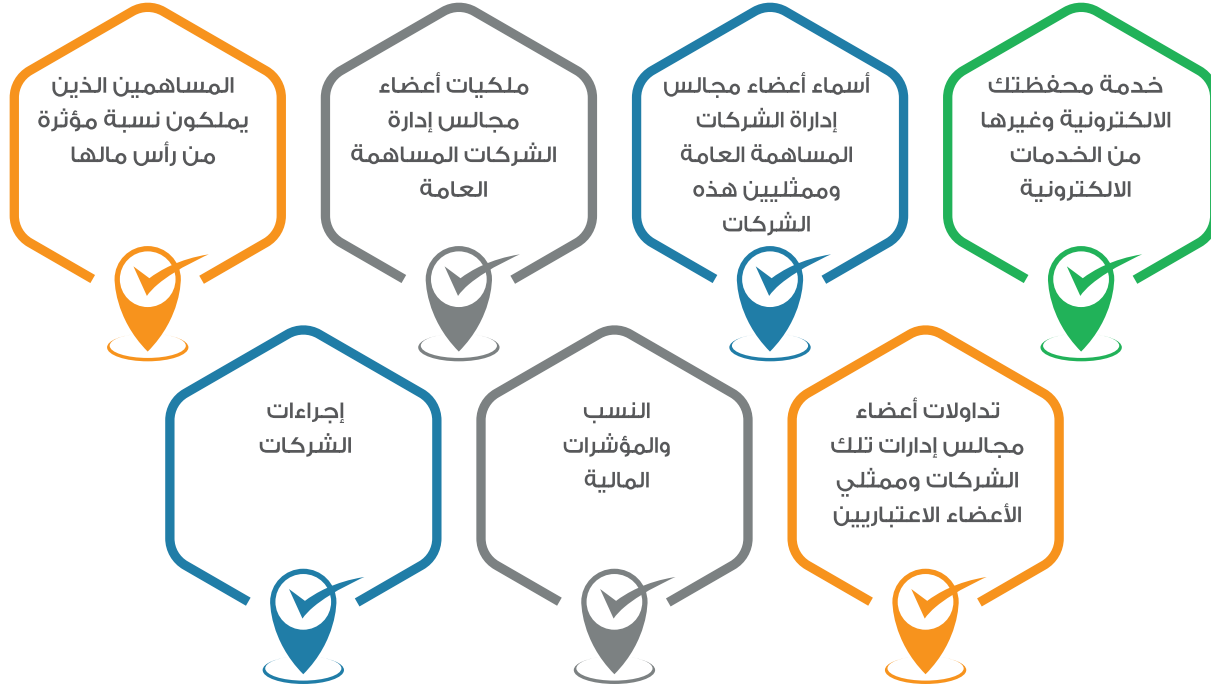 خدمة محفظتك
الالكترونية وغيرها
من الخدمات
الالكترونية
أسماء أعضاء مجالس
إداراة الشركات
المساهمة العامة
وممثليين هذه
الشركات
ملكيات أعضاء
مجالس إدارة
الشركات المساهمة
العامة
المساهمين الذين
يملكون نسبة مؤثرة
من رأس مالها
تداولات أعضاء
مجالس إدارات تلك
الشركات وممثلي
الأعضاء الاعتباريين
النسب
والمؤشرات
المالية
إجراءات
الشركات